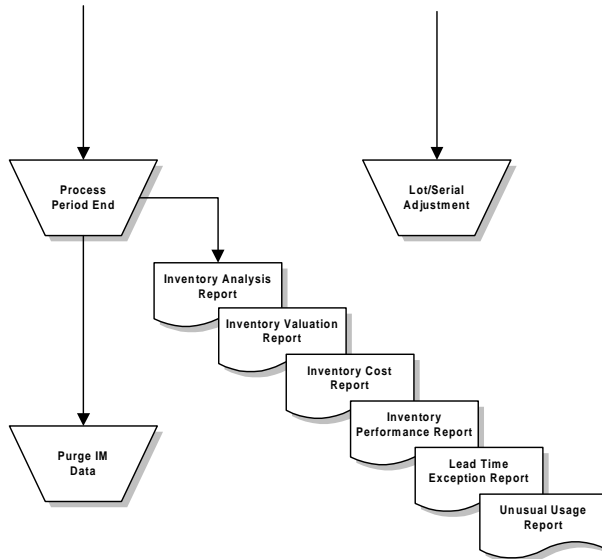 Process
Period End
Lot/Serial
Adjustment
Inventory Analysis
Report
Inventory Valuation
Report
Inventory Cost
Report
Inventory
Performance Report
Purge IM
Data
Lead Time
Exception Report
Unusual Usage
Report